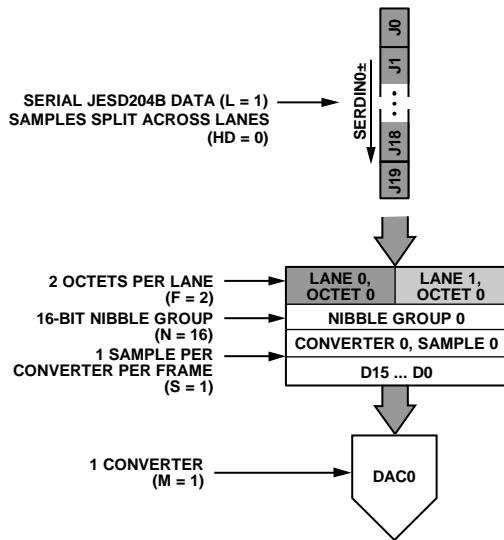 J0
J1
SERDIN0±
SERIAL JESD204B DATA (L = 1)
SAMPLES SPLIT ACROSS LANES
(HD = 0)
J18
J19
2 OCTETS PER LANE
(F = 2)
LANE 0,
OCTET 0
LANE 1,
OCTET 0
16-BIT NIBBLE GROUP
(N = 16)
NIBBLE GROUP 0
1 SAMPLE PER
CONVERTER PER FRAME
(S = 1)
CONVERTER 0, SAMPLE 0
D15 ... D0
1 CONVERTER
(M = 1)
DAC0